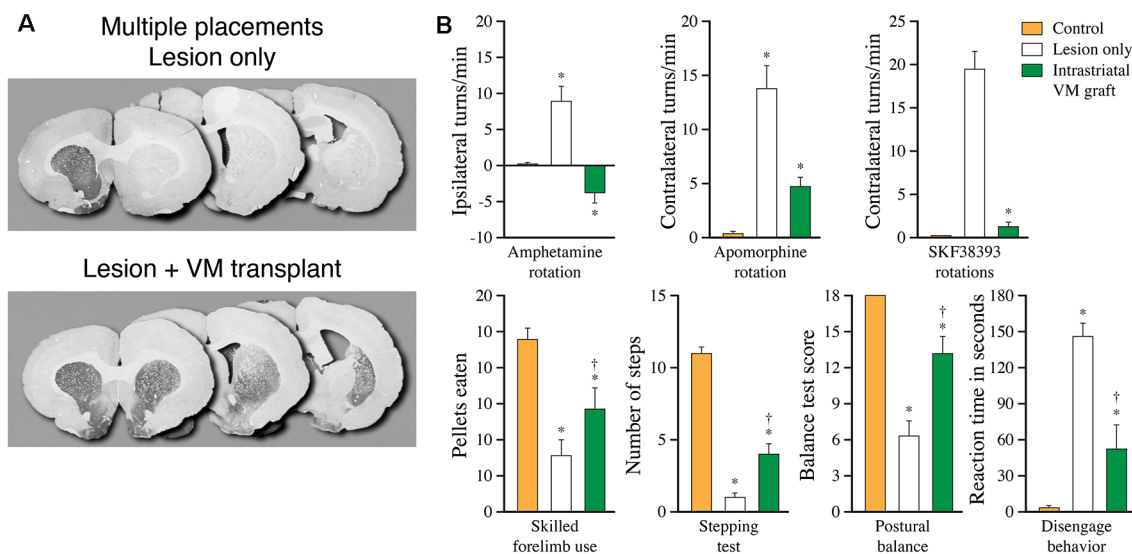 A
Multiple placements
Lesion only
Lesion + VM transplant
B
Ipsilateral turns/min
20
15
10
5
0
-5
-10
*
*
Amphetamine
rotation
Contralateral turns/min
20
15
10
5
0
*
*
Apomorphine
rotation
Contralateral turns/min
25
20
15
10
5
0
*
SKF38393
rotations
Control
Lesion only
Intrastriatal
VM graft
Pellets eaten
20
10
10
10
10
10
0
*
†
*
Skilled
forelimb use
Number of steps
15
10
5
0
*
†
*
Stepping
test
Balance test score
18
15
12
9
6
3
0
*
†
*
Postural
balance
Reaction time in seconds
180
150
120
90
60
30
0
*
†
*
Disengage
behavior